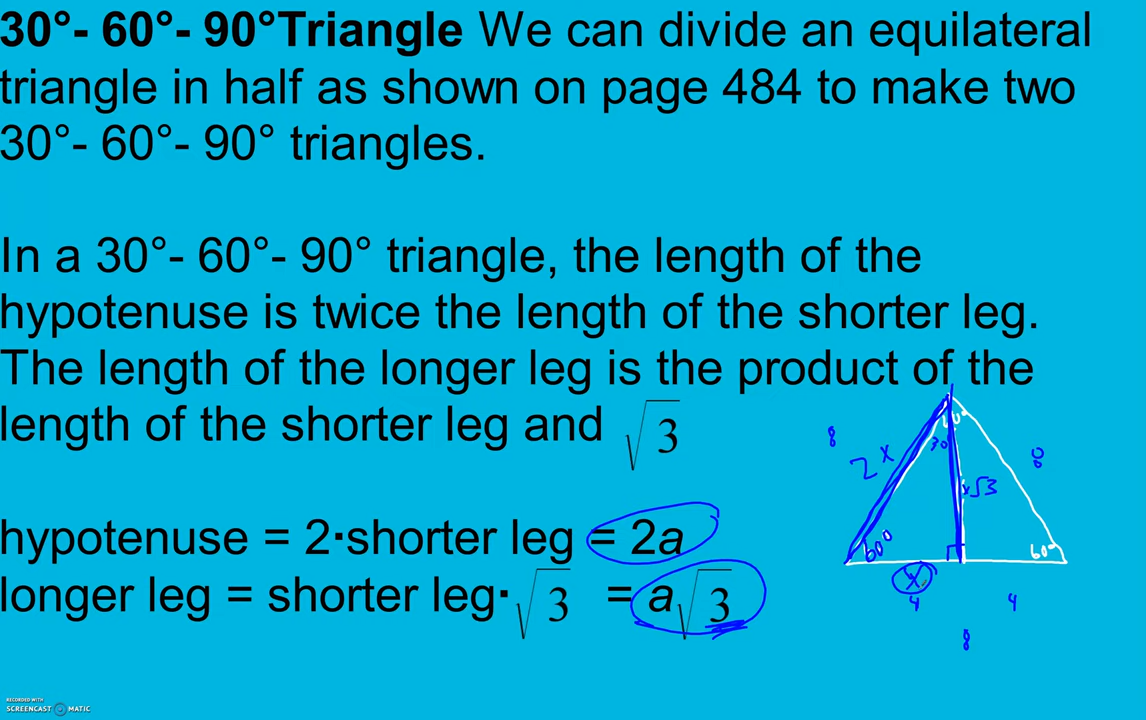 30°- 60°- 90°Triangle We can divide an equilateral
triangle in half as shown on page 484 to make two
30°- 60°- 90° triangles.
In a 30°- 60°- 90° triangle, the length of the
hypotenuse is twice the length of the shorter leg.
The length of the longer leg is the product of the
length of the shorter leg and √3
hypotenuse = 2·shorter leg = 2a
longer leg = shorter leg·√3 = a√3
30
8
2x
8
x√3
60°
60°
x
4
4
8
RECORDED WITH
SCREENCAST MATIC